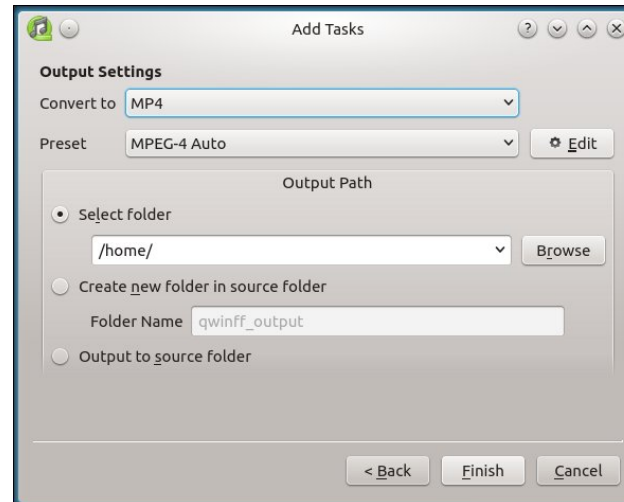 Add Tasks
Output Settings
Convert to MP4
Preset MPEG-4 Auto Edit
Output Path
Select folder
/home/ Browse
Create new folder in source folder
Folder Name qwinff_output
Output to source folder
< Back Finish Cancel